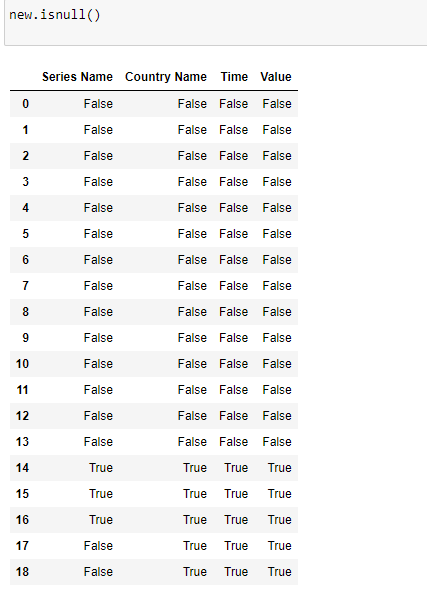 new.isnull()
Series Name Country Name Time Value
0 False False False False
1 False False False False
2 False False False False
3 False False False False
4 False False False False
5 False False False False
6 False False False False
7 False False False False
8 False False False False
9 False False False False
10 False False False False
11 False False False False
12 False False False False
13 False False False False
14 True True True True
15 True True True True
16 True True True True
17 False True True True
18 False True True True